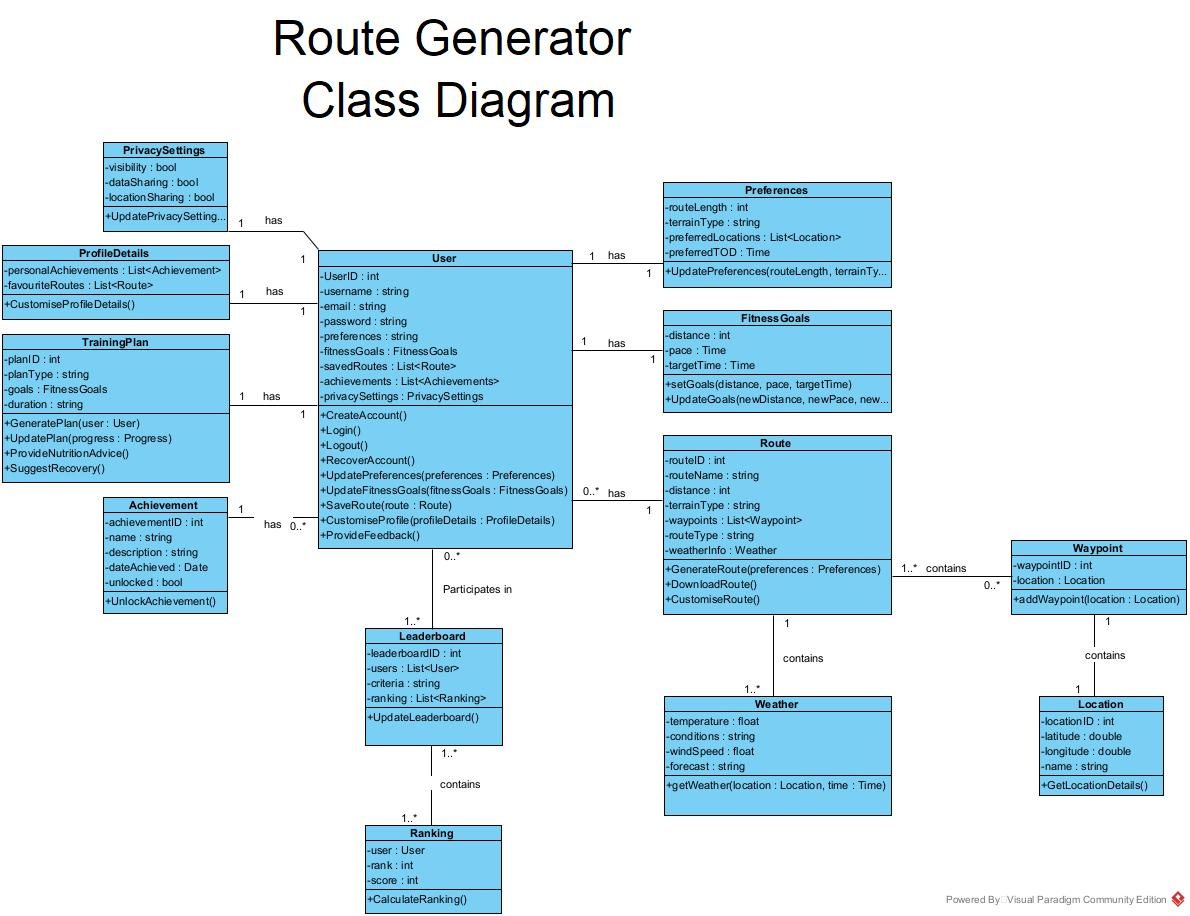 Route Generator
Class Diagram
PrivacySettings
-visibility : bool
-dataSharing : bool
-locationSharing : bool
+UpdatePrivacySetting...
1
has
1
ProfileDetails
-personalAchievements : List<Achievement>
-favouriteRoutes : List<Route>
+CustomiseProfileDetails()
1
has
1
TrainingPlan
-planID : int
-planType : string
-goals : FitnessGoals
-duration : string
+GeneratePlan(user : User)
+UpdatePlan(progress : Progress)
+ProvideNutritionAdvice()
+SuggestRecovery()
1
has
1
Achievement
-achievementID : int
-name : string
-description : string
-dateAchieved : Date
-unlocked : bool
+UnlockAchievement()
1
has
0..*
User
-UserID : int
-username : string
-email : string
-password : string
-preferences : string
-fitnessGoals : FitnessGoals
-savedRoutes : List<Route>
-achievements : List<Achievements>
-privacySettings : PrivacySettings
+CreateAccount()
+Login()
+Logout()
+RecoverAccount()
+UpdatePreferences(preferences : Preferences)
+UpdateFitnessGoals(fitnessGoals : FitnessGoals)
+SaveRoute(route : Route)
+CustomiseProfile(profileDetails : ProfileDetails)
+ProvideFeedback()
1
has
1
Preferences
-routeLength : int
-terrainType : string
-preferredLocations : List<Location>
-preferredTOD : Time
+UpdatePreferences(routeLength, terrainTy...
1
has
1
FitnessGoals
-distance : int
-pace : Time
-targetTime : Time
+setGoals(distance, pace, targetTime)
+UpdateGoals(newDistance, newPace, new...
0..*
has
1
Route
-routeID : int
-routeName : string
-distance : int
-terrainType : string
-waypoints : List<Waypoint>
-routeType : string
-weatherInfo : Weather
+GenerateRoute(preferences : Preferences)
+DownloadRoute()
+CustomiseRoute()
1..*
contains
0..*
Waypoint
-waypointID : int
-location : Location
+addWaypoint(location : Location)
0..*
Participates in
1..*
Leaderboard
-leaderboardID : int
-users : List<User>
-criteria : string
-ranking : List<Ranking>
+UpdateLeaderboard()
1..*
contains
1..*
Ranking
-user : User
-rank : int
-score : int
+CalculateRanking()
1
contains
1..*
Weather
-temperature : float
-conditions : string
-windSpeed : float
-forecast : string
+getWeather(location : Location, time : Time)
1
contains
1
Location
-locationID : int
-latitude : double
-longitude : double
-name : string
+GetLocationDetails()
Powered By Visual Paradigm Community Edition